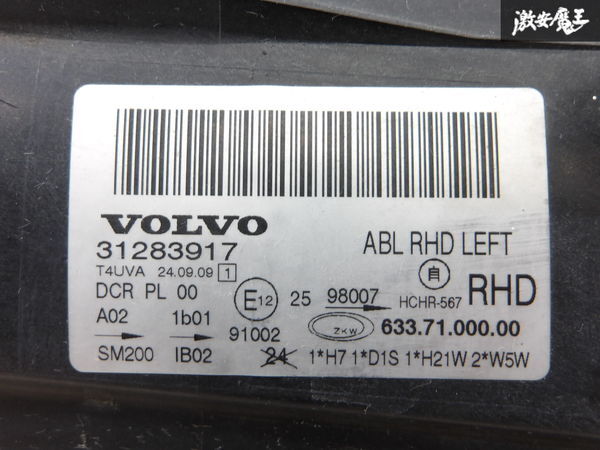 激安魔王
VOLVO
31283917
T4UVA 24.09.09 1
DCR PL 00
A02 1b01
SM200 IB02
E12 25 98007
91002
24
ABL RHD LEFT
自
HCHR-567 RHD
ZKW 633.71.000.00
1*H7 1*D1S 1*H21W 2*W5W